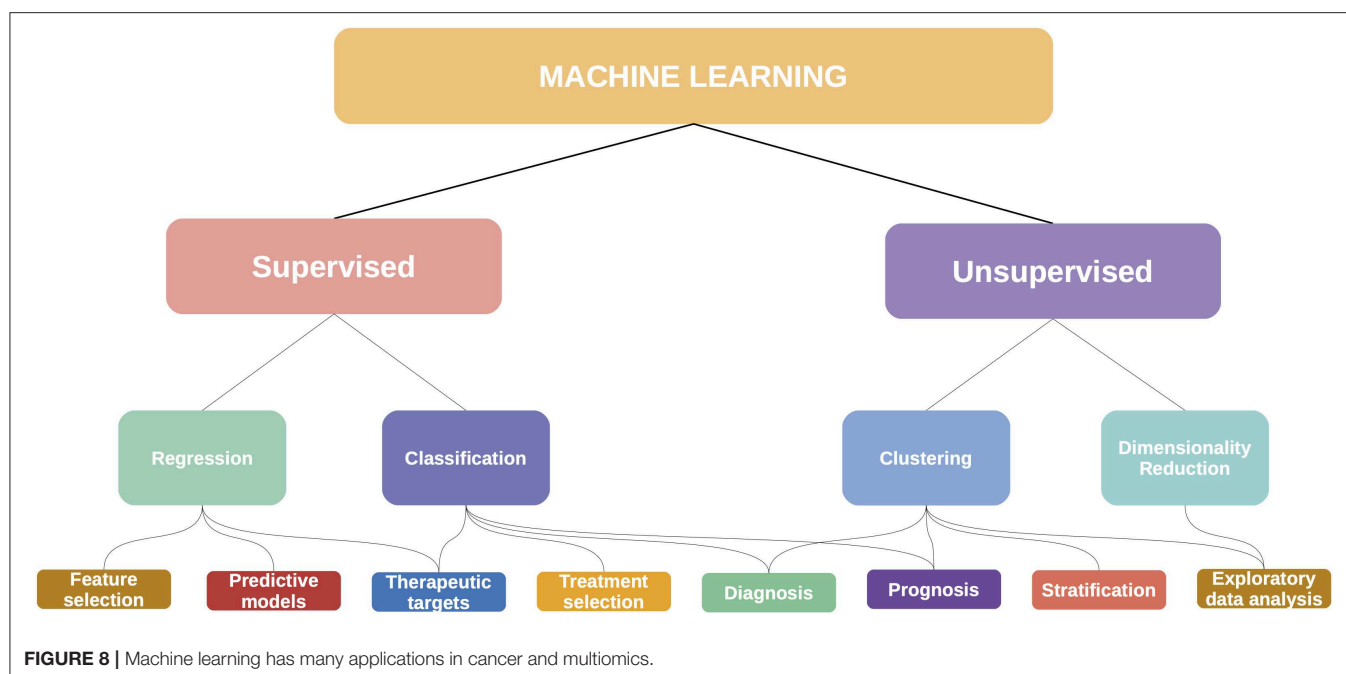 MACHINE LEARNING
Supervised
Unsupervised
Regression
Classification
Clustering
Dimensionality
Reduction
Feature
selection
Predictive
models
Therapeutic
targets
Treatment
selection
Diagnosis
Prognosis
Stratification
Exploratory
data analysis
FIGURE 8 | Machine learning has many applications in cancer and multiomics.